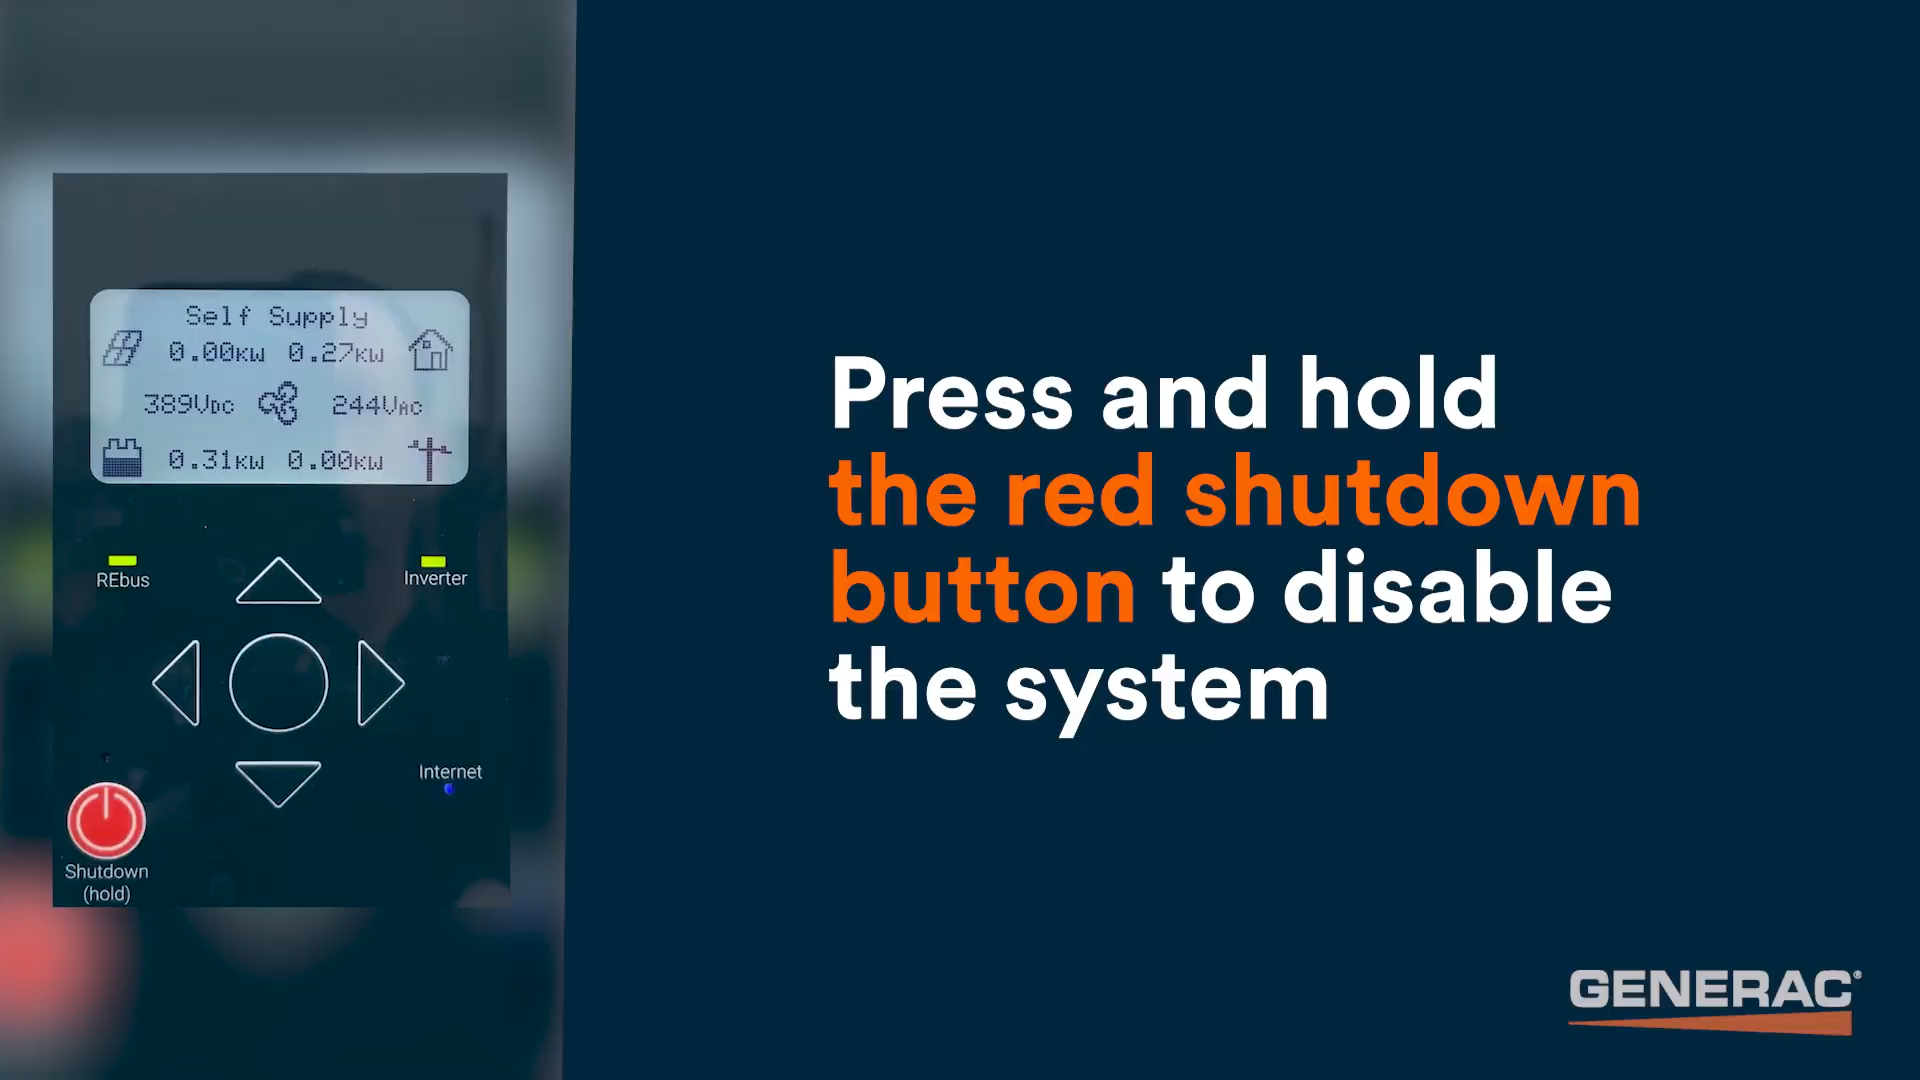 Self Supply
0.00kW 0.27kW
389VDC 244VAC
0.31kW 0.00kW
REbus
Inverter
Internet
Shutdown
(hold)
Press and hold
the red shutdown
button to disable
the system
GENERAC®